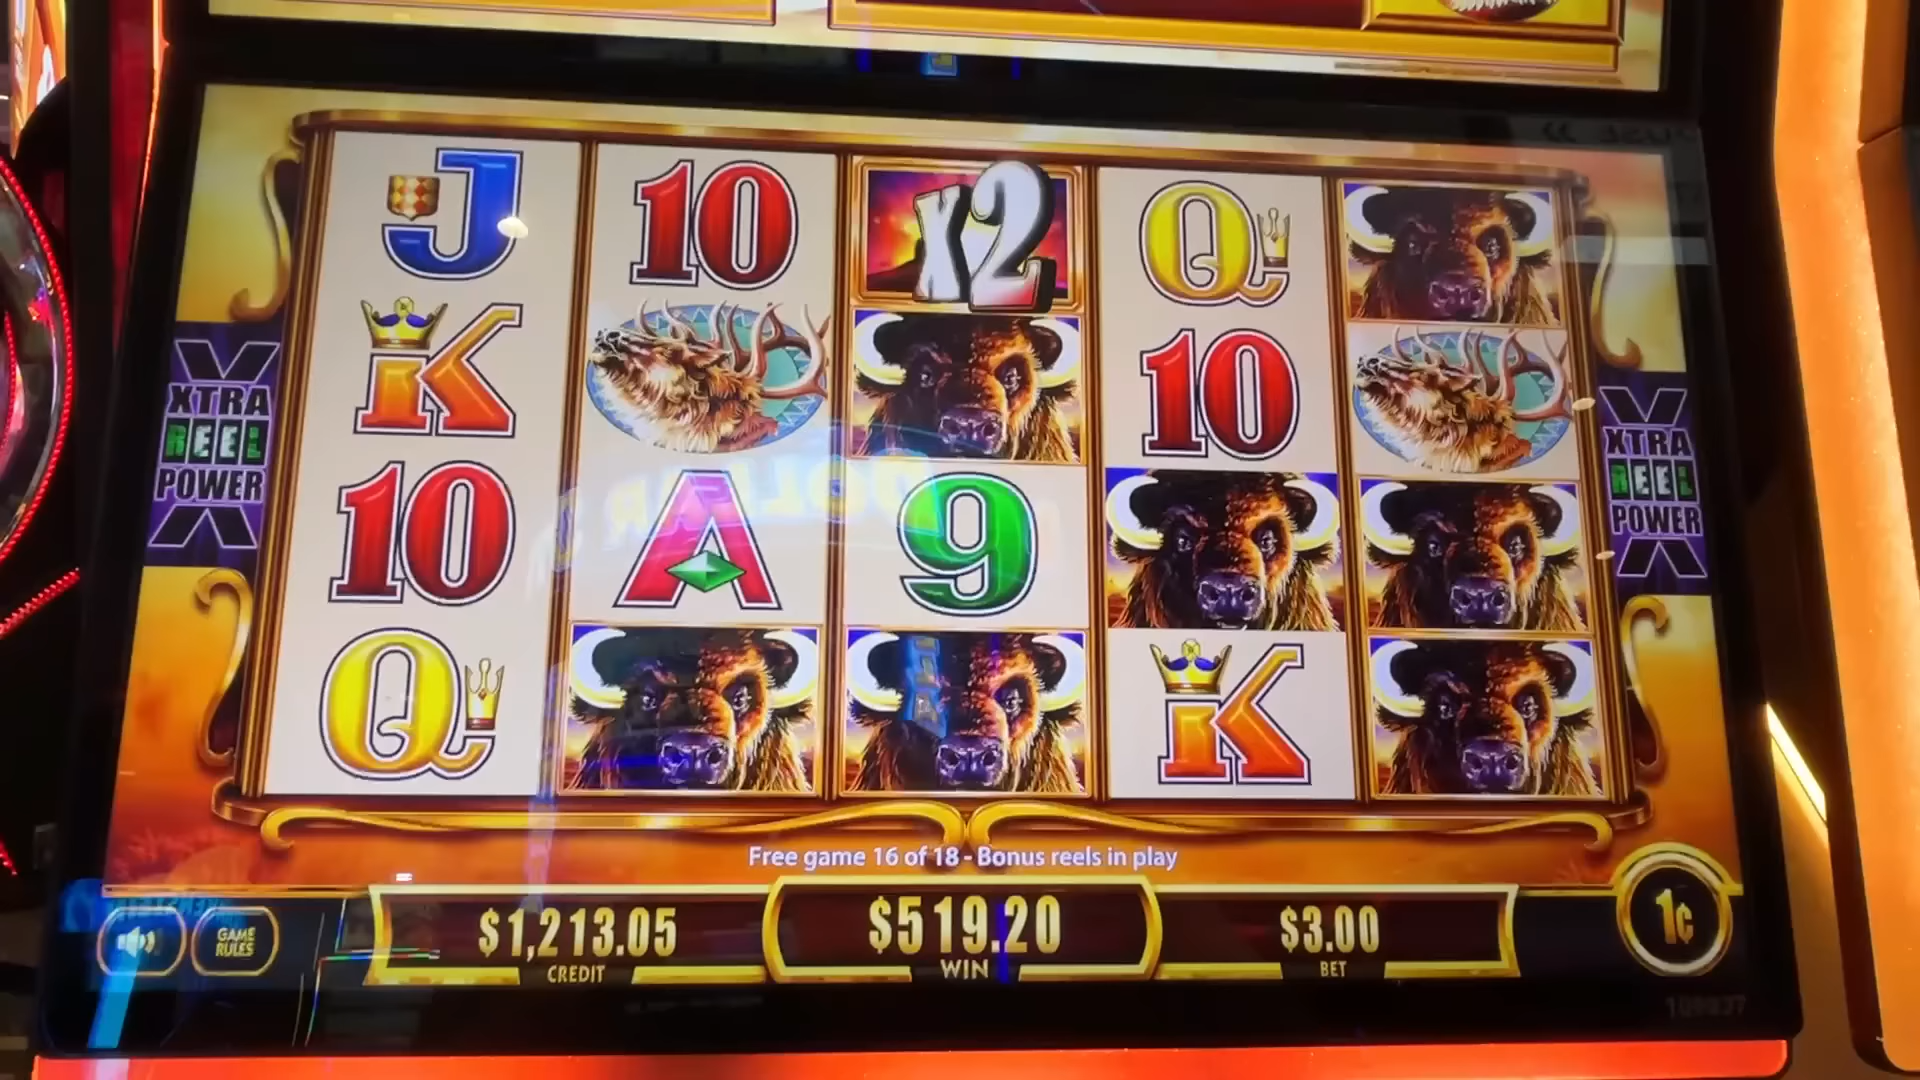 J 10 X2 Q
K 10
10 A 9
Q K
XTRA
REEL
POWER
XTRA
REEL
POWER
Free game 16 of 18 - Bonus reels in play
GAME
RULES
$1,213.05
CREDIT
$519.20
WIN
$3.00
BET
1¢